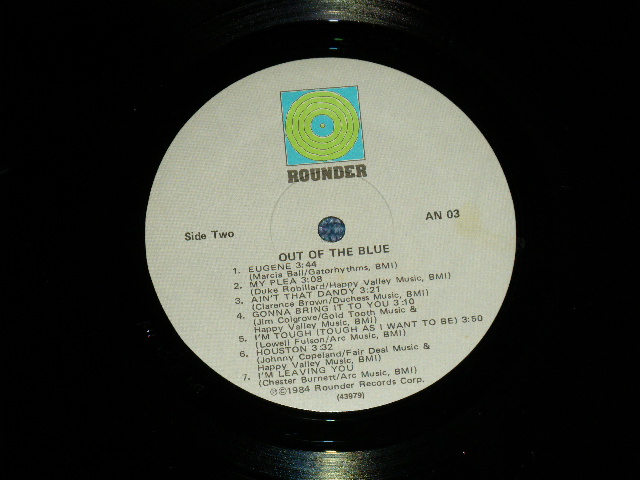 ROUNDER
Side Two
AN 03
OUT OF THE BLUE
1. EUGENE 3:44
(Marcia Ball/Gatorhythms, BMI)
2. MY PLEA 3:08
(Duke Robillard/Happy Valley Music, BMI)
3. AIN'T THAT DANDY 3:21
(Clarence Brown/Duchess Music, BMI)
4. GONNA BRING IT TO YOU 3:10
(Jim Colgrove/Gold Tooth Music &
Happy Valley Music, BMI)
5. I'M TOUGH (TOUGH AS I WANT TO BE) 3:50
(Lowell Fulson/Arc Music, BMI)
6. HOUSTON 3:32
(Johnny Copeland/Fair Deal Music &
Happy Valley Music, BMI)
7. I'M LEAVING YOU
(Chester Burnett/Arc Music, BMI)
℗©1984 Rounder Records Corp.
(43979)